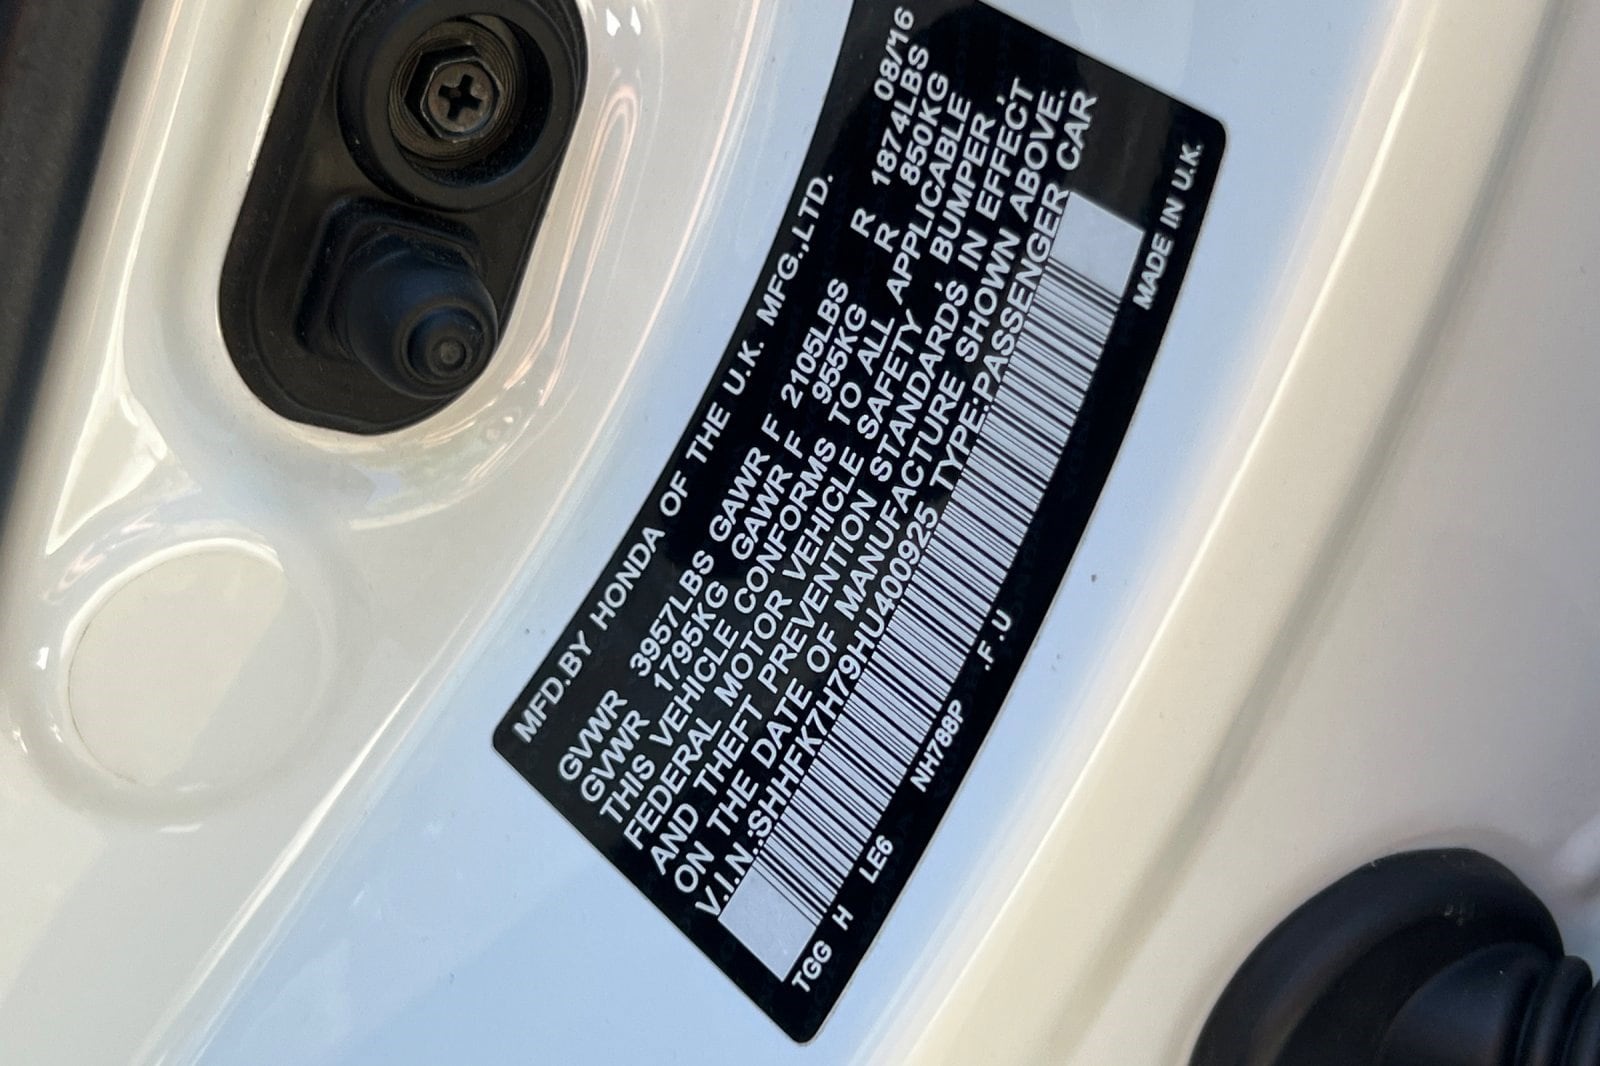 MFD.BY HONDA OF THE U.K. MFG.,LTD. 08/16
GVWR 3957LBS GAWR F 2105LBS R 1874LBS
GVWR 1795KG GAWR F 955KG R 850KG
THIS VEHICLE CONFORMS TO ALL APPLICABLE
FEDERAL MOTOR VEHICLE SAFETY, BUMPER,
AND THEFT PREVENTION STANDARDS IN EFFECT
ON THE DATE OF MANUFACTURE SHOWN ABOVE.
V.I.N.:SHHFK7H79HU400925 TYPE:PASSENGER CAR
TGG H LE6 NH788P .F.U MADE IN U.K.